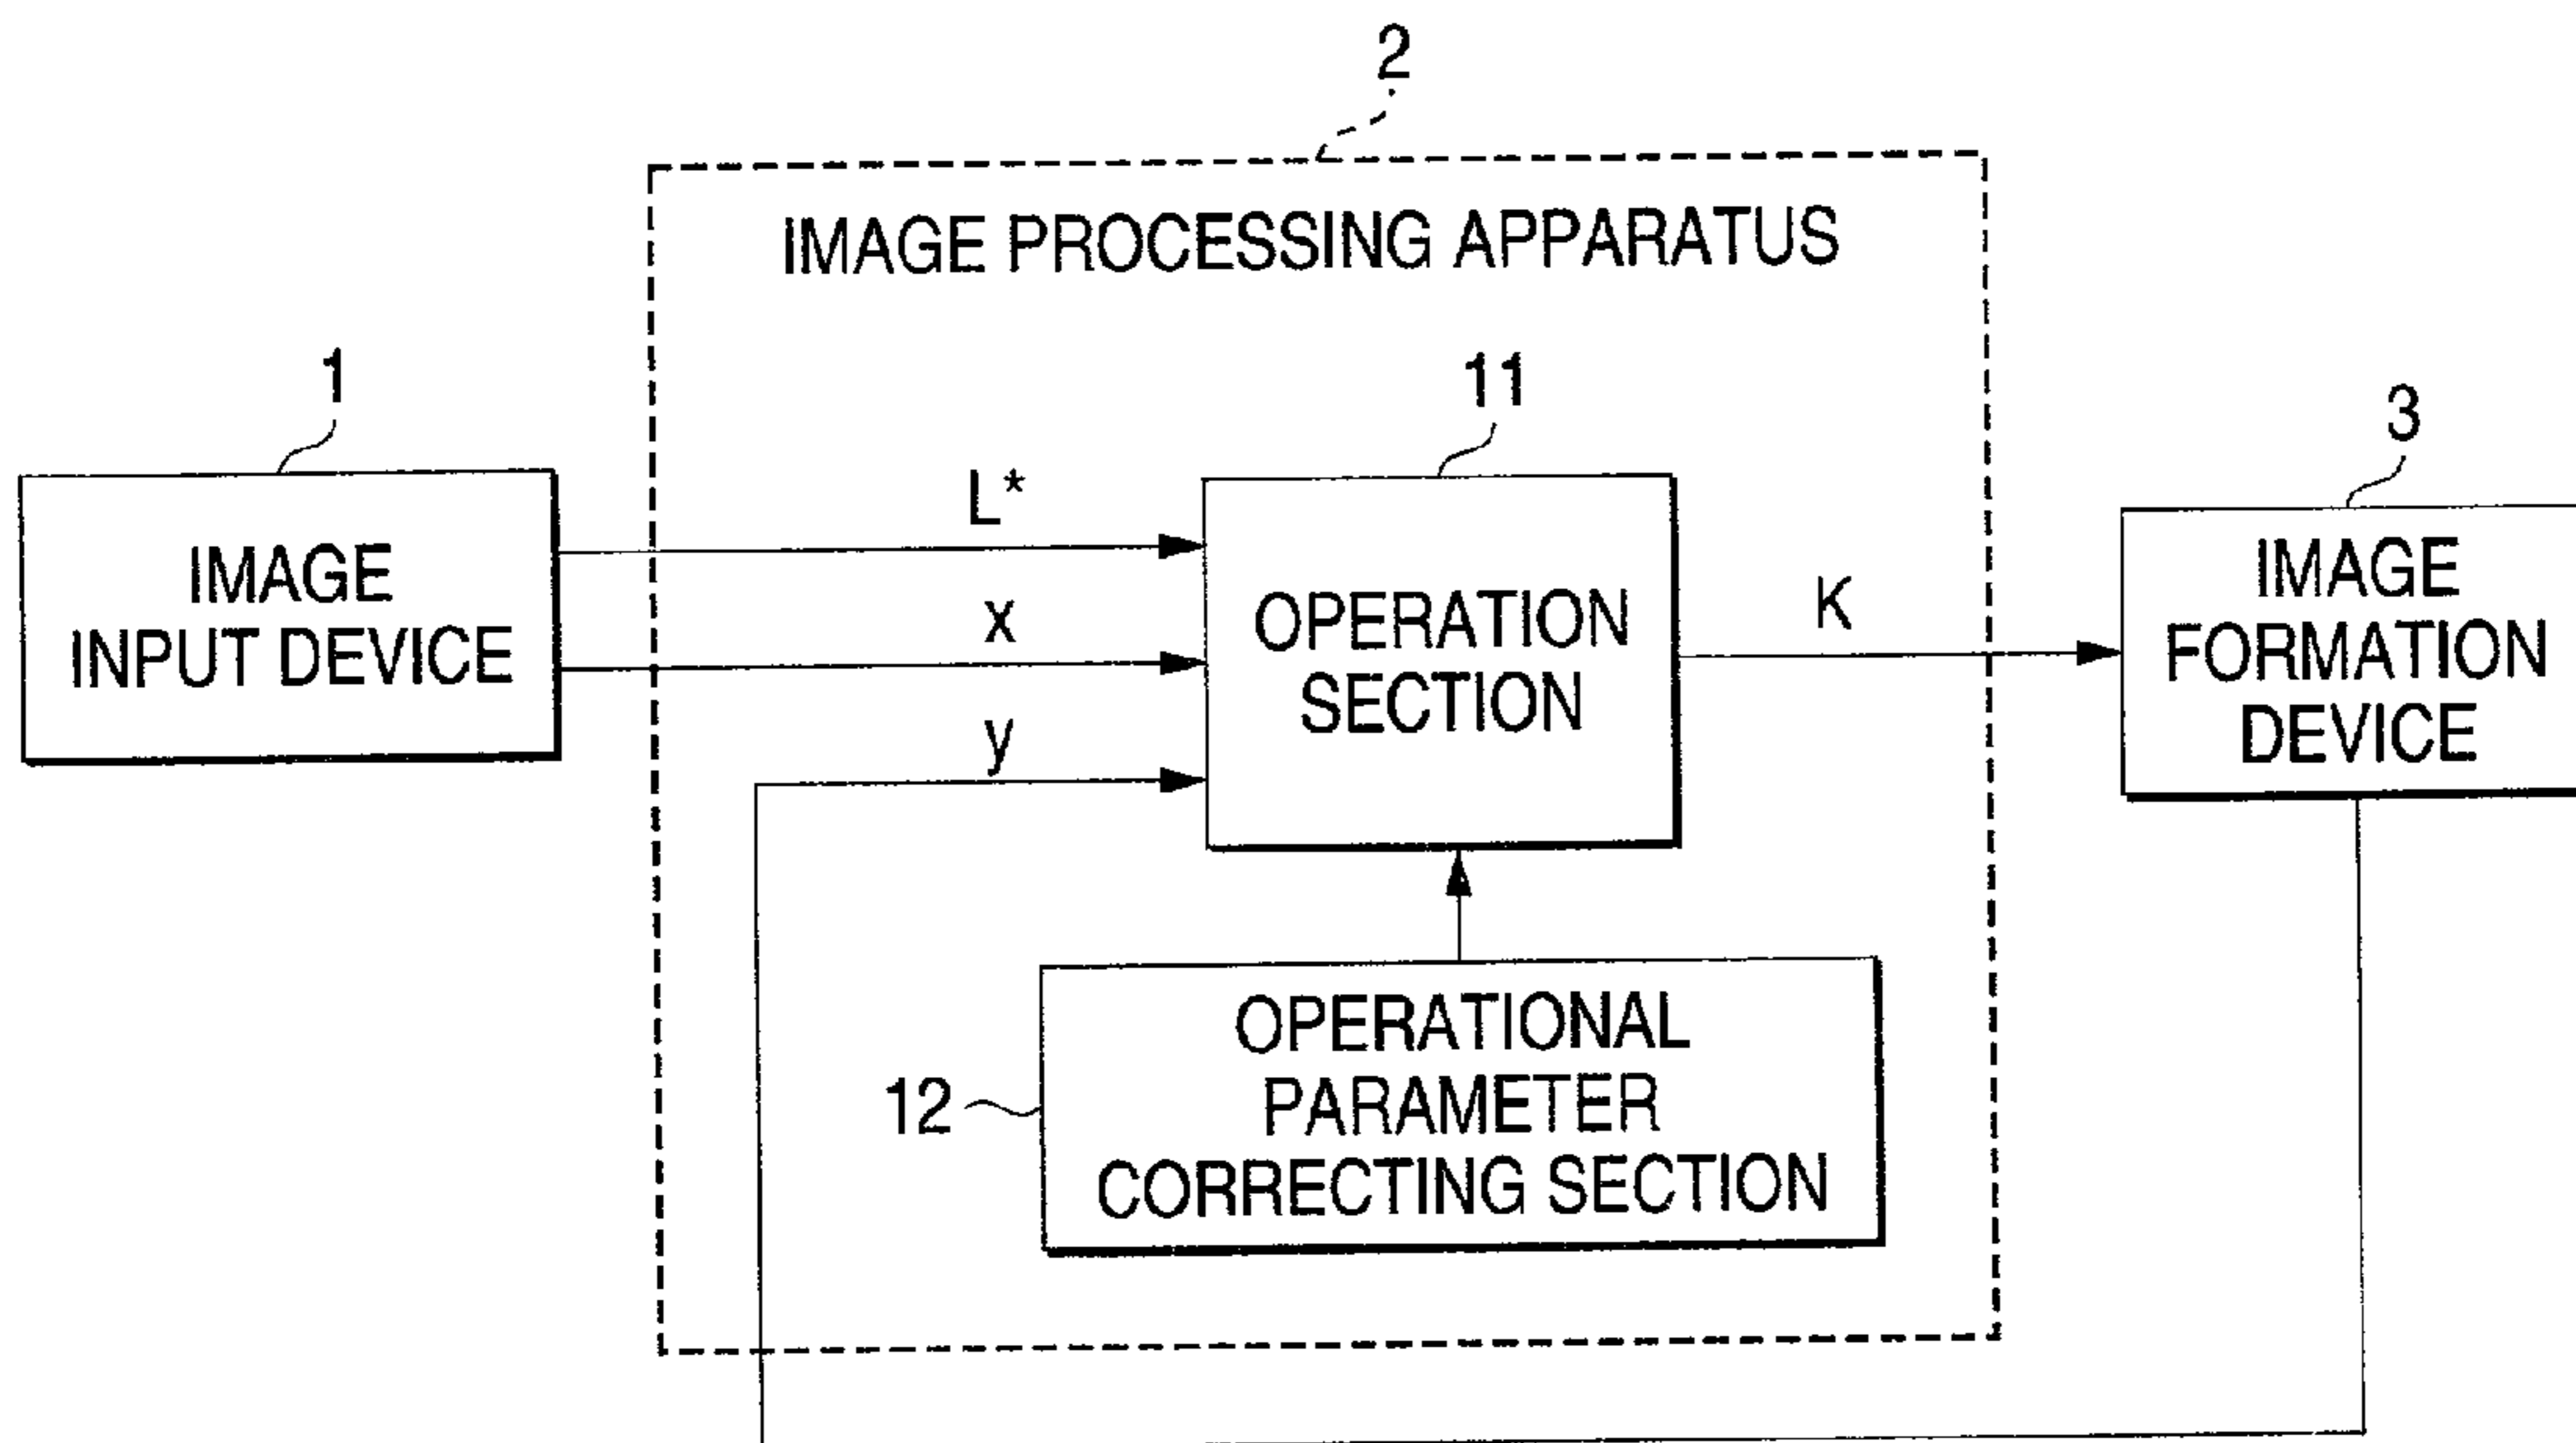 2
IMAGE PROCESSING APPARATUS
1
IMAGE
INPUT DEVICE
L*
x
y
11
OPERATION
SECTION
K
3
IMAGE
FORMATION
DEVICE
12
OPERATIONAL
PARAMETER
CORRECTING SECTION